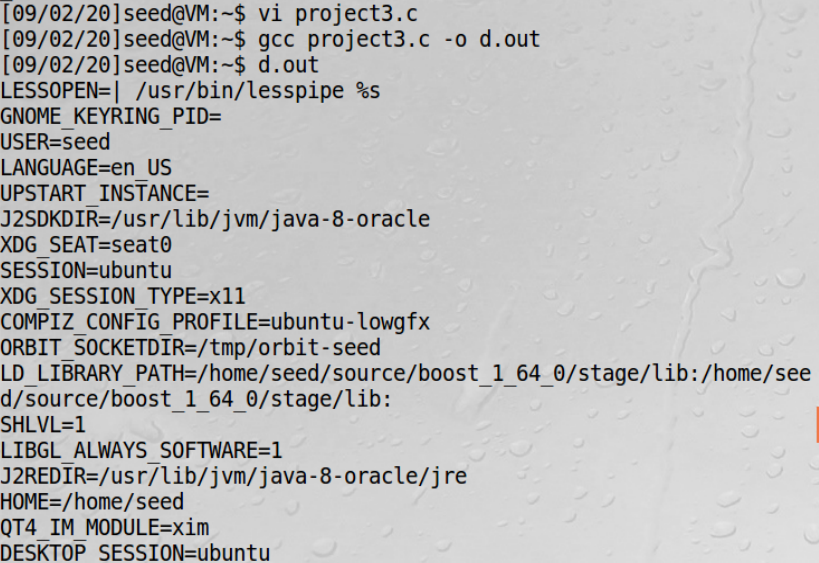 [09/02/20]seed@VM:~$ vi project3.c
[09/02/20]seed@VM:~$ gcc project3.c -o d.out
[09/02/20]seed@VM:~$ d.out
LESSOPEN=| /usr/bin/lesspipe %s
GNOME_KEYRING_PID=
USER=seed
LANGUAGE=en_US
UPSTART_INSTANCE=
J2SDKDIR=/usr/lib/jvm/java-8-oracle
XDG_SEAT=seat0
SESSION=ubuntu
XDG_SESSION_TYPE=x11
COMPIZ_CONFIG_PROFILE=ubuntu-lowgfx
ORBIT_SOCKETDIR=/tmp/orbit-seed
LD_LIBRARY_PATH=/home/seed/source/boost_1_64_0/stage/lib:/home/see
d/source/boost_1_64_0/stage/lib:
SHLVL=1
LIBGL_ALWAYS_SOFTWARE=1
J2REDIR=/usr/lib/jvm/java-8-oracle/jre
HOME=/home/seed
QT4_IM_MODULE=xim
DESKTOP_SESSION=ubuntu